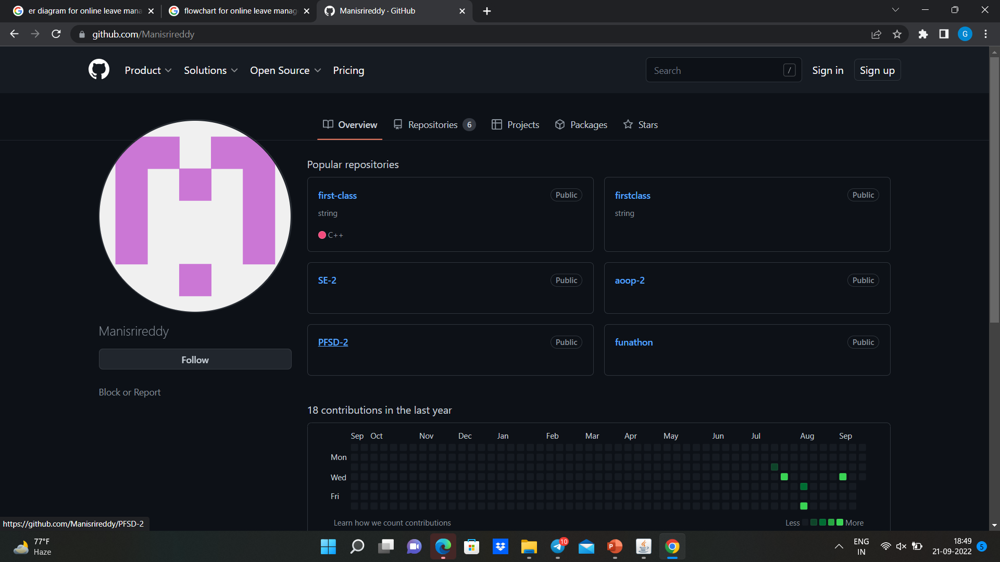 er diagram for online leave mana
flowchart for online leave manag
Manisrireddy · GitHub
github.com/Manisrireddy
G
Product
Solutions
Open Source
Pricing
Search
/
Sign in
Sign up
Overview
Repositories 6
Projects
Packages
Stars
Popular repositories
first-class
Public
string
C++
firstclass
Public
string
SE-2
Public
aoop-2
Public
PFSD-2
Public
funathon
Public
Manisrireddy
Follow
Block or Report
18 contributions in the last year
Sep Oct Nov Dec Jan Feb Mar Apr May Jun Jul Aug Sep
Mon
Wed
Fri
Learn how we count contributions
Less
More
https://github.com/Manisrireddy/PFSD-2
77°F
Haze
10
P
ENG
IN
18:49
21-09-2022
5